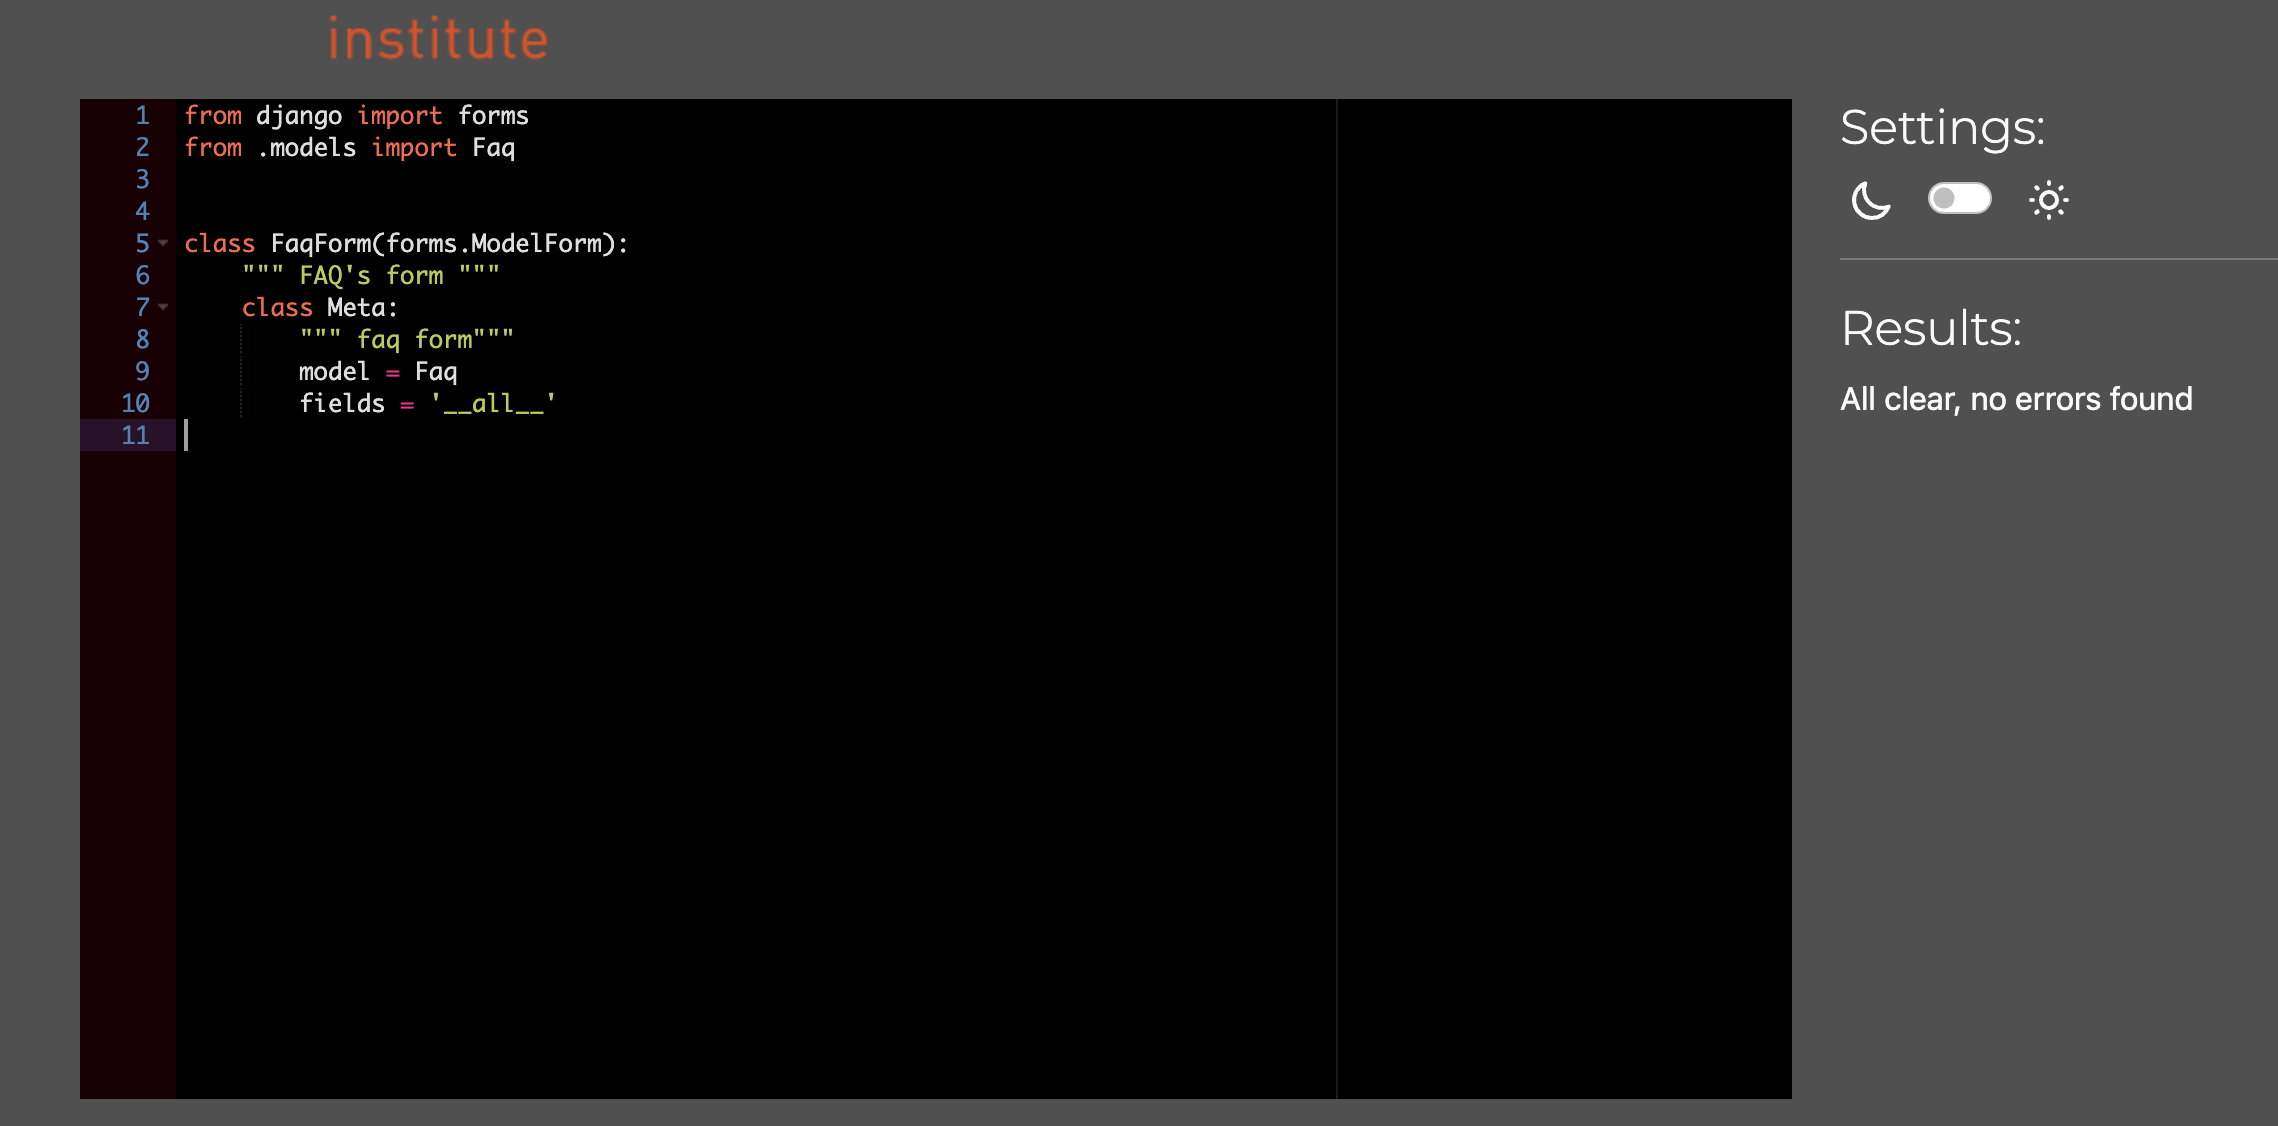 institute
1 from django import forms
2 from .models import Faq
3
4
5 class FaqForm(forms.ModelForm):
6     """ FAQ's form """
7     class Meta:
8         """ faq form"""
9         model = Faq
10         fields = '__all__'
11
Settings:
Results:
All clear, no errors found